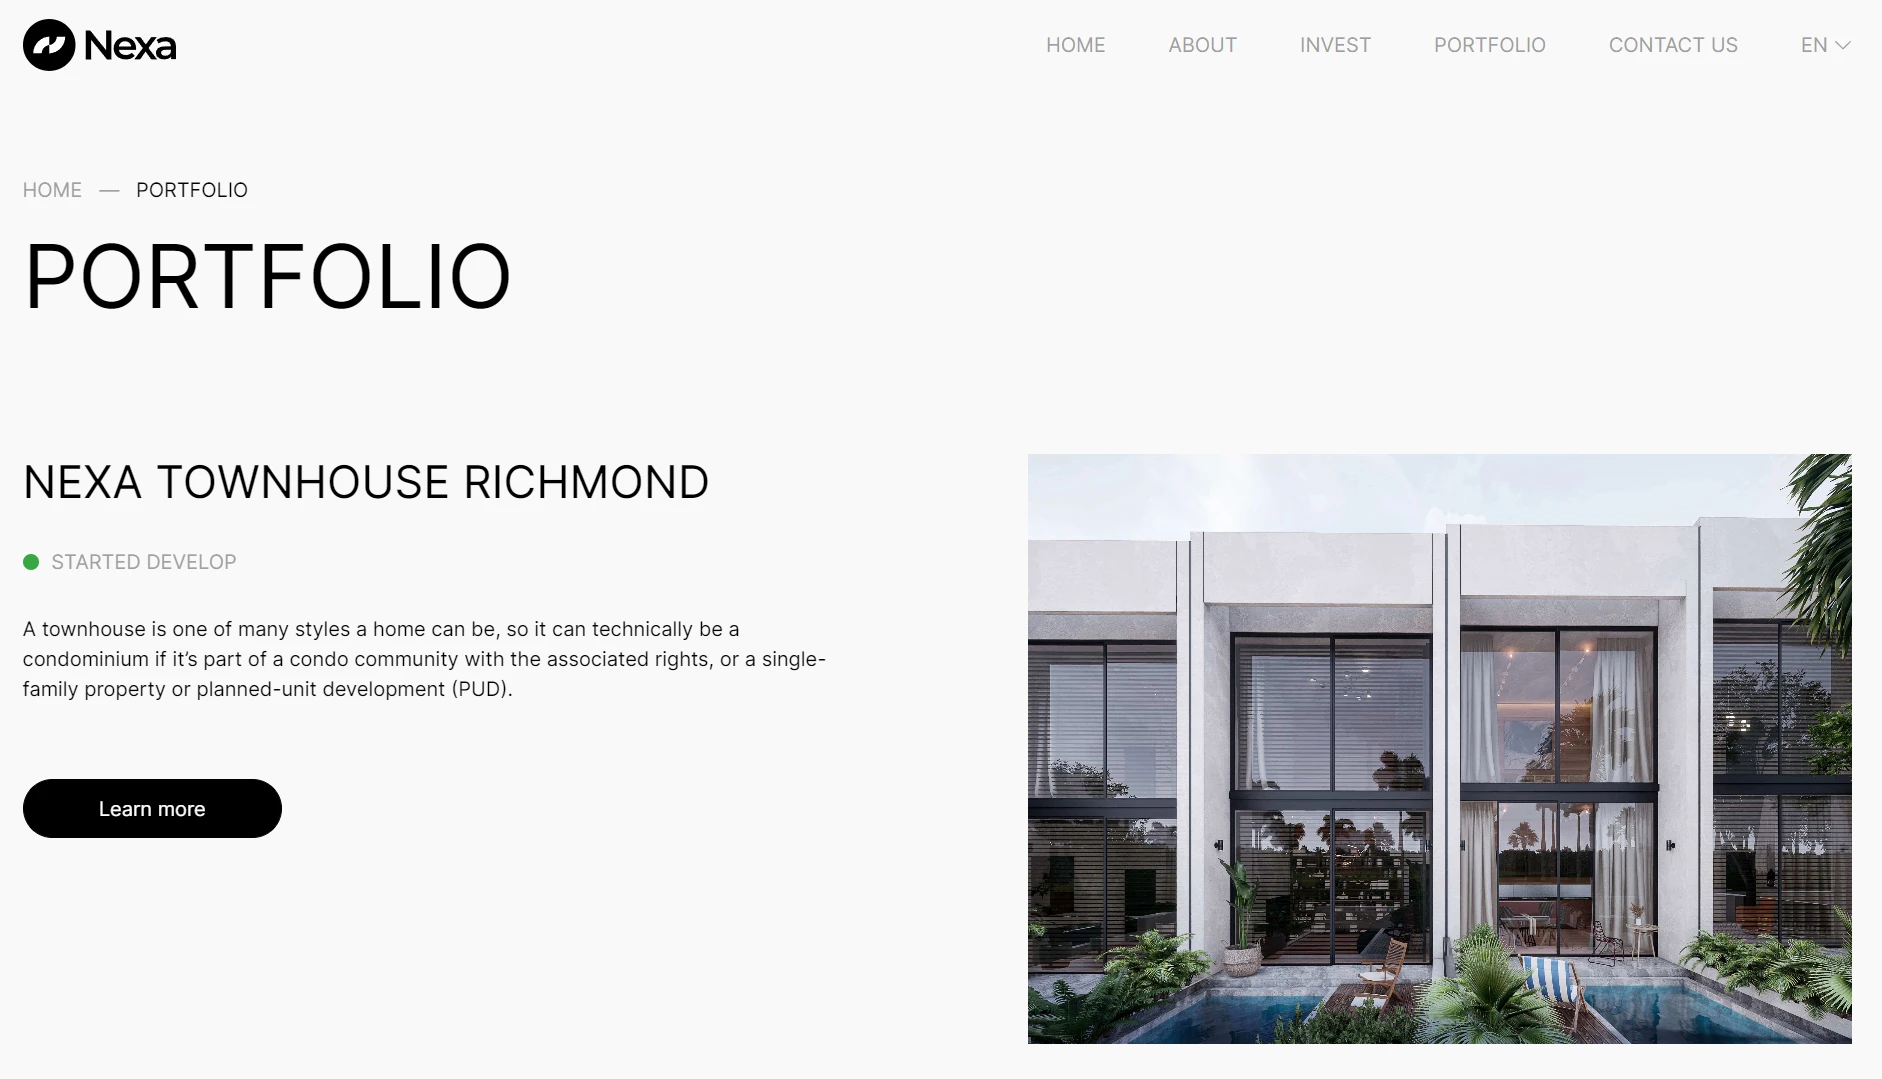 Nexa
HOME ABOUT INVEST PORTFOLIO CONTACT US EN
HOME — PORTFOLIO
PORTFOLIO
NEXA TOWNHOUSE RICHMOND
STARTED DEVELOP
A townhouse is one of many styles a home can be, so it can technically be a
condominium if it’s part of a condo community with the associated rights, or a single-
family property or planned-unit development (PUD).
Learn more